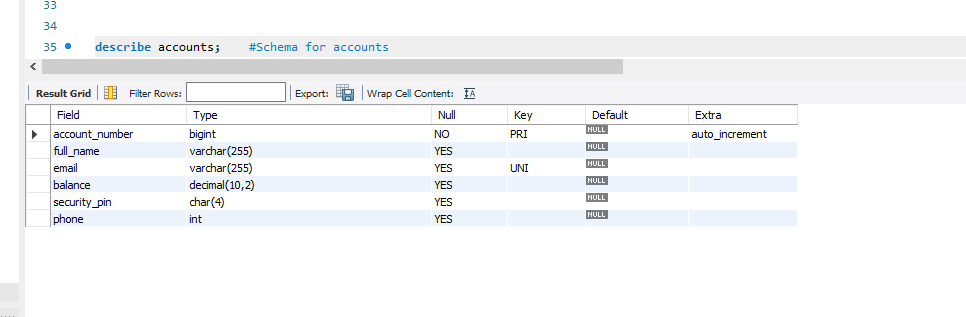 33
34
35 describe accounts; #Schema for accounts
Result Grid Filter Rows: Export: Wrap Cell Content: IA
Field Type Null Key Default Extra
account_number bigint NO PRI NULL auto_increment
full_name varchar(255) YES NULL
email varchar(255) YES UNI NULL
balance decimal(10,2) YES NULL
security_pin char(4) YES NULL
phone int YES NULL